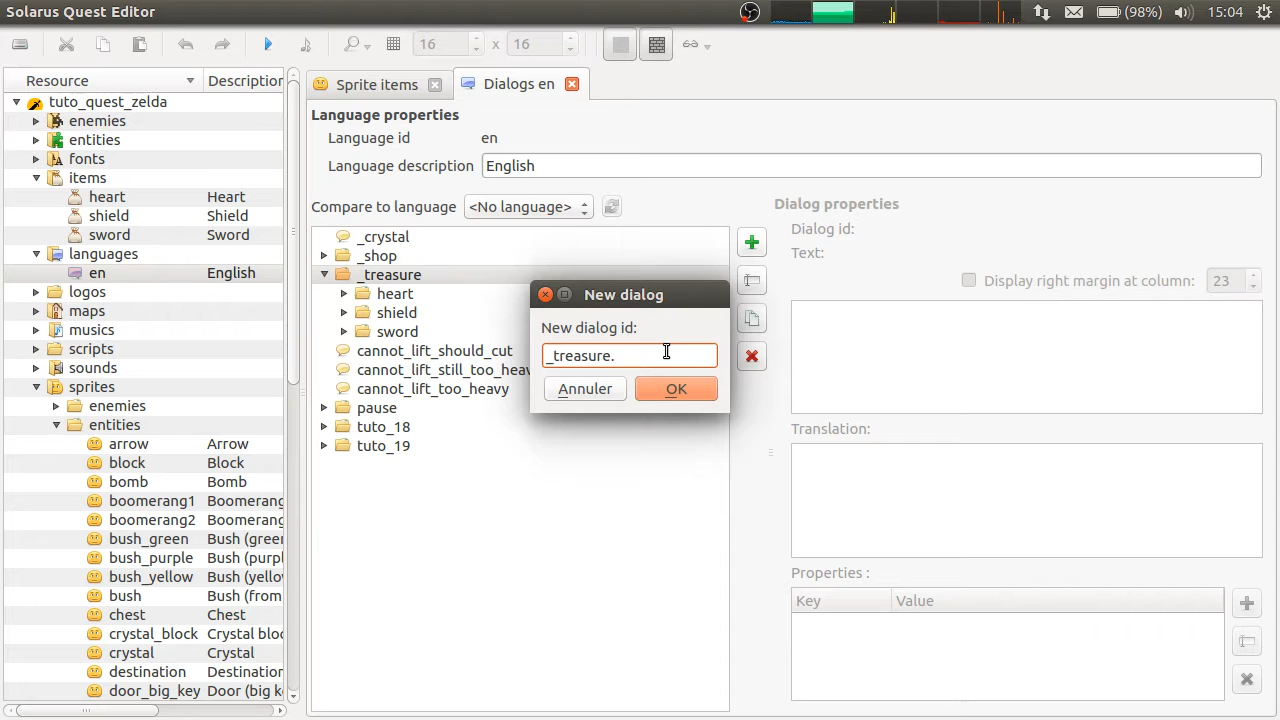 Solarus Quest Editor
(98%)
15:04
16 x 16
Resource
Description
tuto_quest_zelda
enemies
entities
fonts
items
heart
Heart
shield
Shield
sword
Sword
languages
en
English
logos
maps
musics
scripts
sounds
sprites
enemies
entities
arrow
Arrow
block
Block
bomb
Bomb
boomerang1
Boomerang
boomerang2
Boomerang
bush_green
Bush (green
bush_purple
Bush (purpl
bush_yellow
Bush (yello
bush
Bush (from
chest
Chest
crystal_block
Crystal bloc
crystal
Crystal
destination
Destination
door_big_key
Door (big k
Sprite items
Dialogs en
Language properties
Language id
en
Language description
English
Compare to language
<No language>
_crystal
_shop
_treasure
heart
shield
sword
cannot_lift_should_cut
cannot_lift_still_too_heav
cannot_lift_too_heavy
pause
tuto_18
tuto_19
New dialog
New dialog id:
_treasure.
Annuler
OK
Dialog properties
Dialog id:
Text:
Display right margin at column:
23
Translation:
Properties :
Key
Value